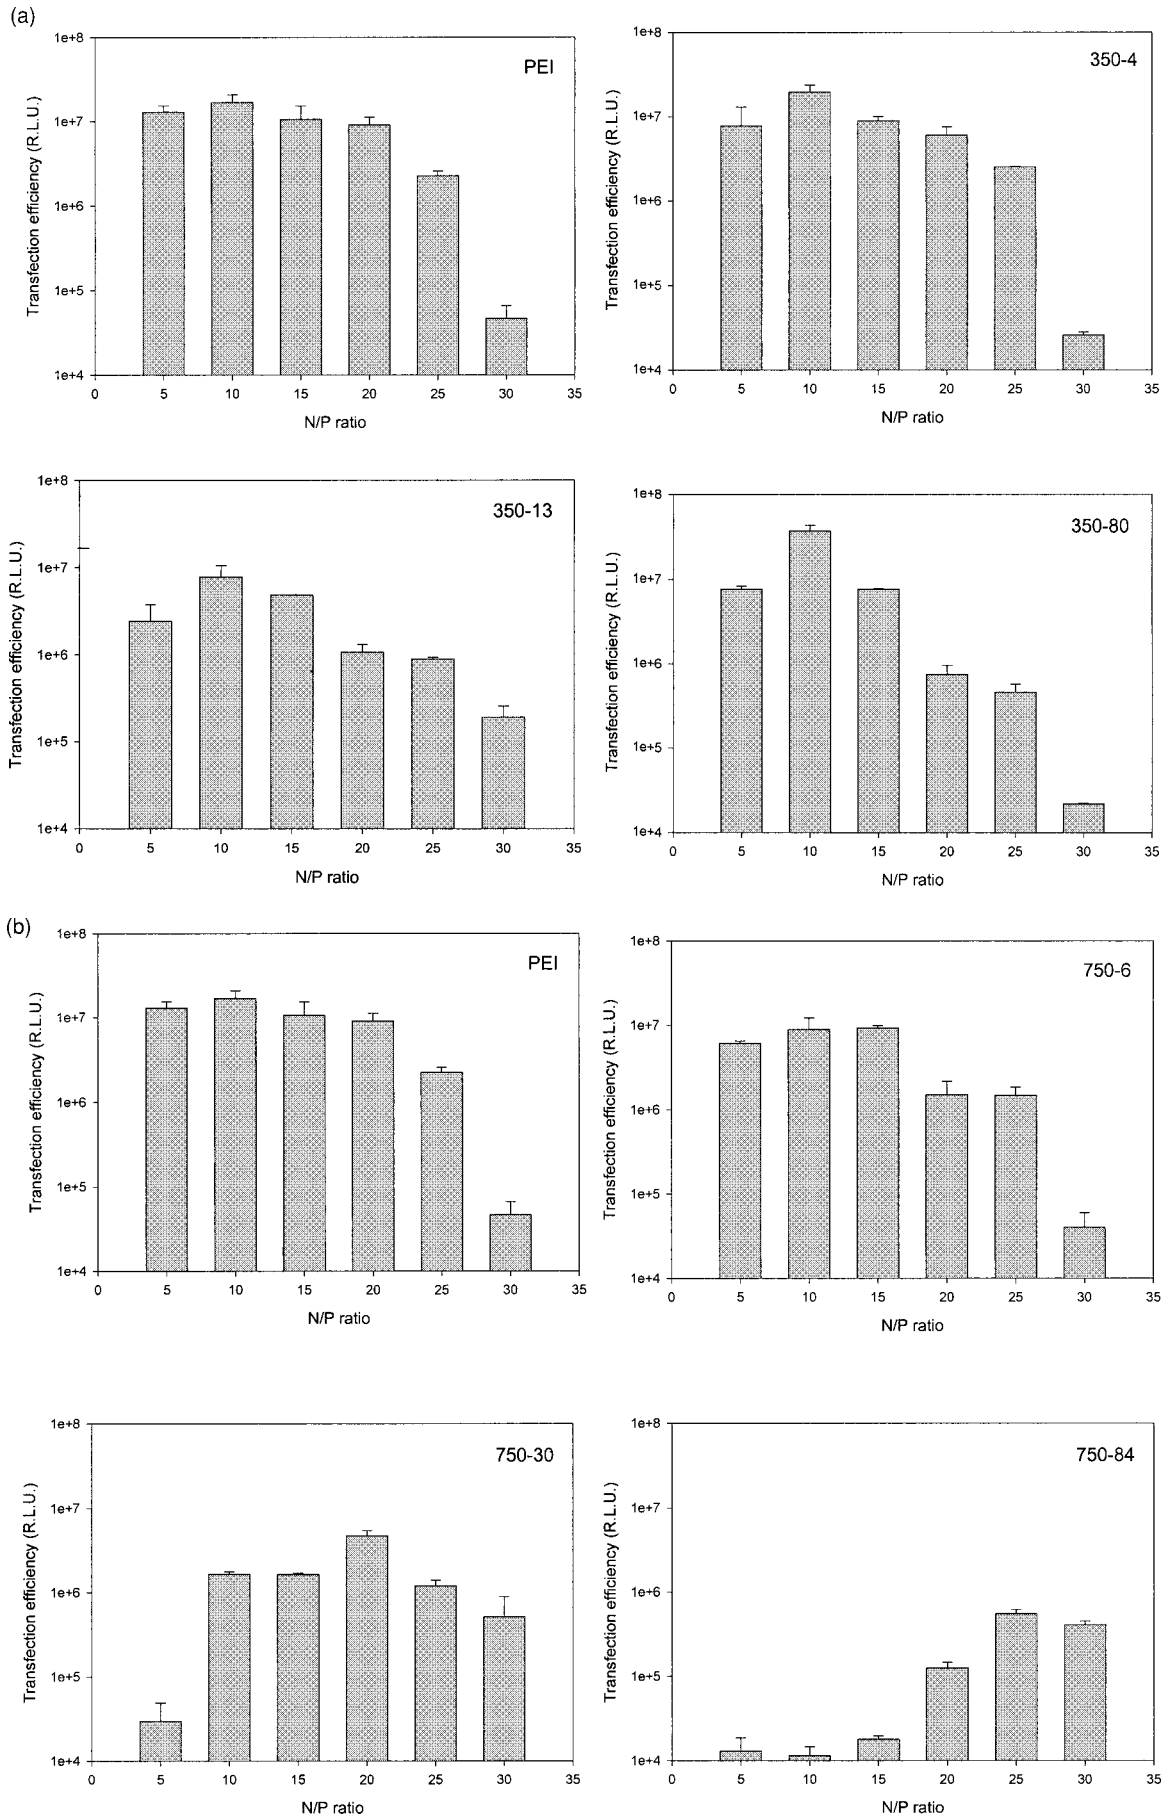 (a)
PEI
Transfection efficiency (R.L.U.)
1e+8
1e+7
1e+6
1e+5
1e+4
0 5 10 15 20 25 30 35
N/P ratio
350-4
Transfection efficiency (R.L.U.)
1e+8
1e+7
1e+6
1e+5
1e+4
0 5 10 15 20 25 30 35
N/P ratio
350-13
Transfection efficiency (R.L.U.)
1e+8
1e+7
1e+6
1e+5
1e+4
0 5 10 15 20 25 30 35
N/P ratio
350-80
Transfection efficiency (R.L.U.)
1e+8
1e+7
1e+6
1e+5
1e+4
0 5 10 15 20 25 30 35
N/P ratio
(b)
PEI
Transfection efficiency (R.L.U.)
1e+8
1e+7
1e+6
1e+5
1e+4
0 5 10 15 20 25 30 35
N/P ratio
750-6
Transfection efficiency (R.L.U.)
1e+8
1e+7
1e+6
1e+5
1e+4
0 5 10 15 20 25 30 35
N/P ratio
750-30
Transfection efficiency (R.L.U.)
1e+8
1e+7
1e+6
1e+5
1e+4
0 5 10 15 20 25 30 35
N/P ratio
750-84
Transfection efficiency (R.L.U.)
1e+8
1e+7
1e+6
1e+5
1e+4
0 5 10 15 20 25 30 35
N/P ratio